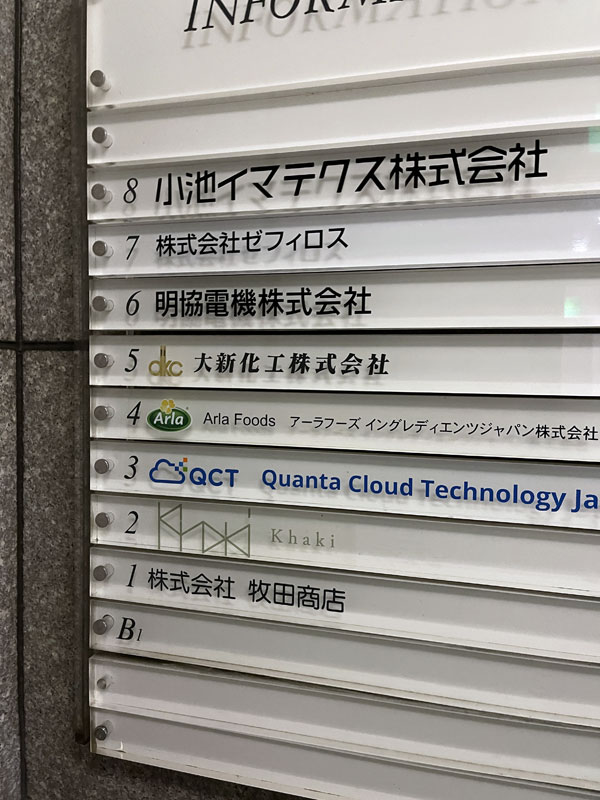 8 小池イマテクス株式会社
7 株式会社ゼフィロス
6 明協電機株式会社
5 dkc 大新化工株式会社
4 Arla Arla Foods アーラフーズ イングレディエンツジャパン株式会社
3 QCT Quanta Cloud Technology Ja
2 Khaki Khaki
1 株式会社 牧田商店
B1